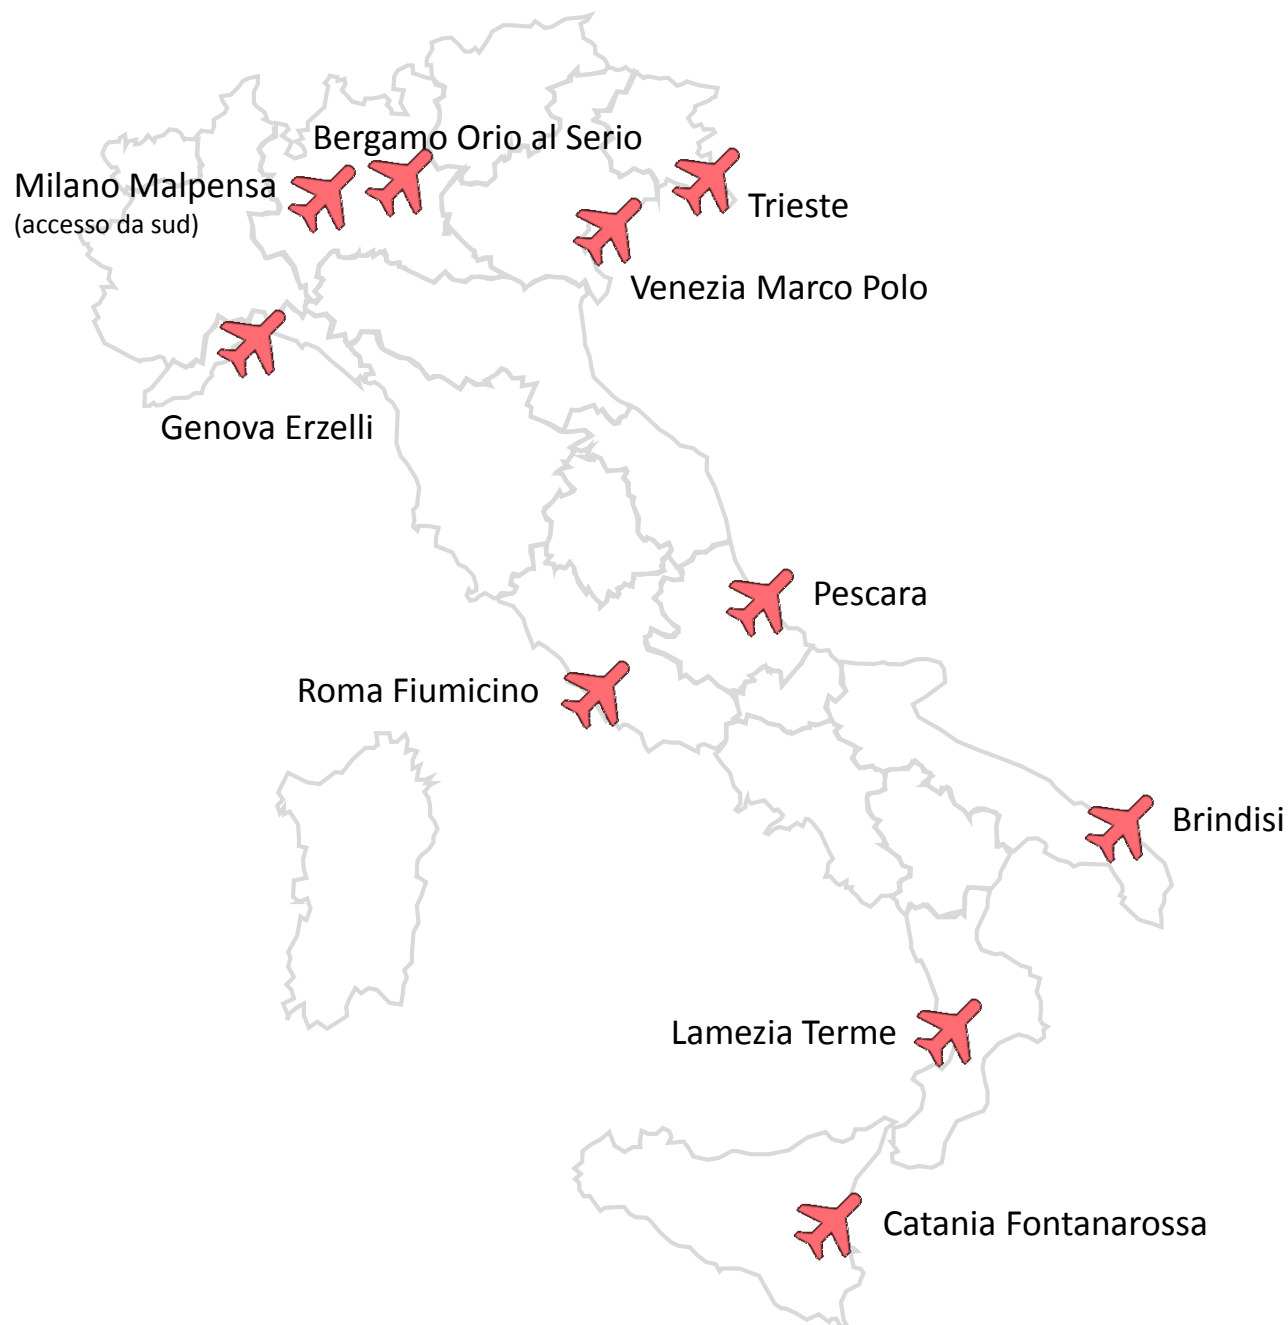 Bergamo Orio al Serio
Milano Malpensa
(accesso da sud)
Trieste
Venezia Marco Polo
Genova Erzelli
Pescara
Roma Fiumicino
Brindisi
Lamezia Terme
Catania Fontanarossa